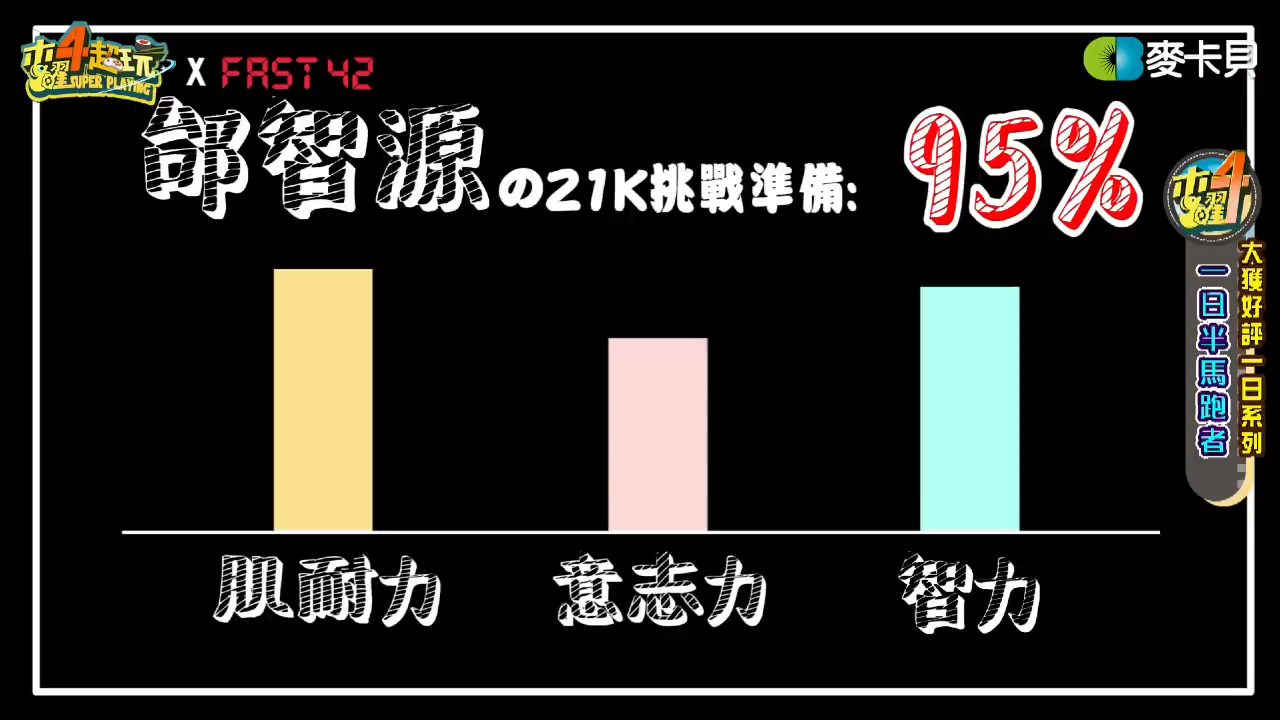 木曜4超玩
SUPER PLAYING
X FAST 42
麥卡貝
邰智源の21K挑戰準備: 95%
木曜4
大獲好評一日系列
一日半馬跑者
肌耐力 意志力 智力